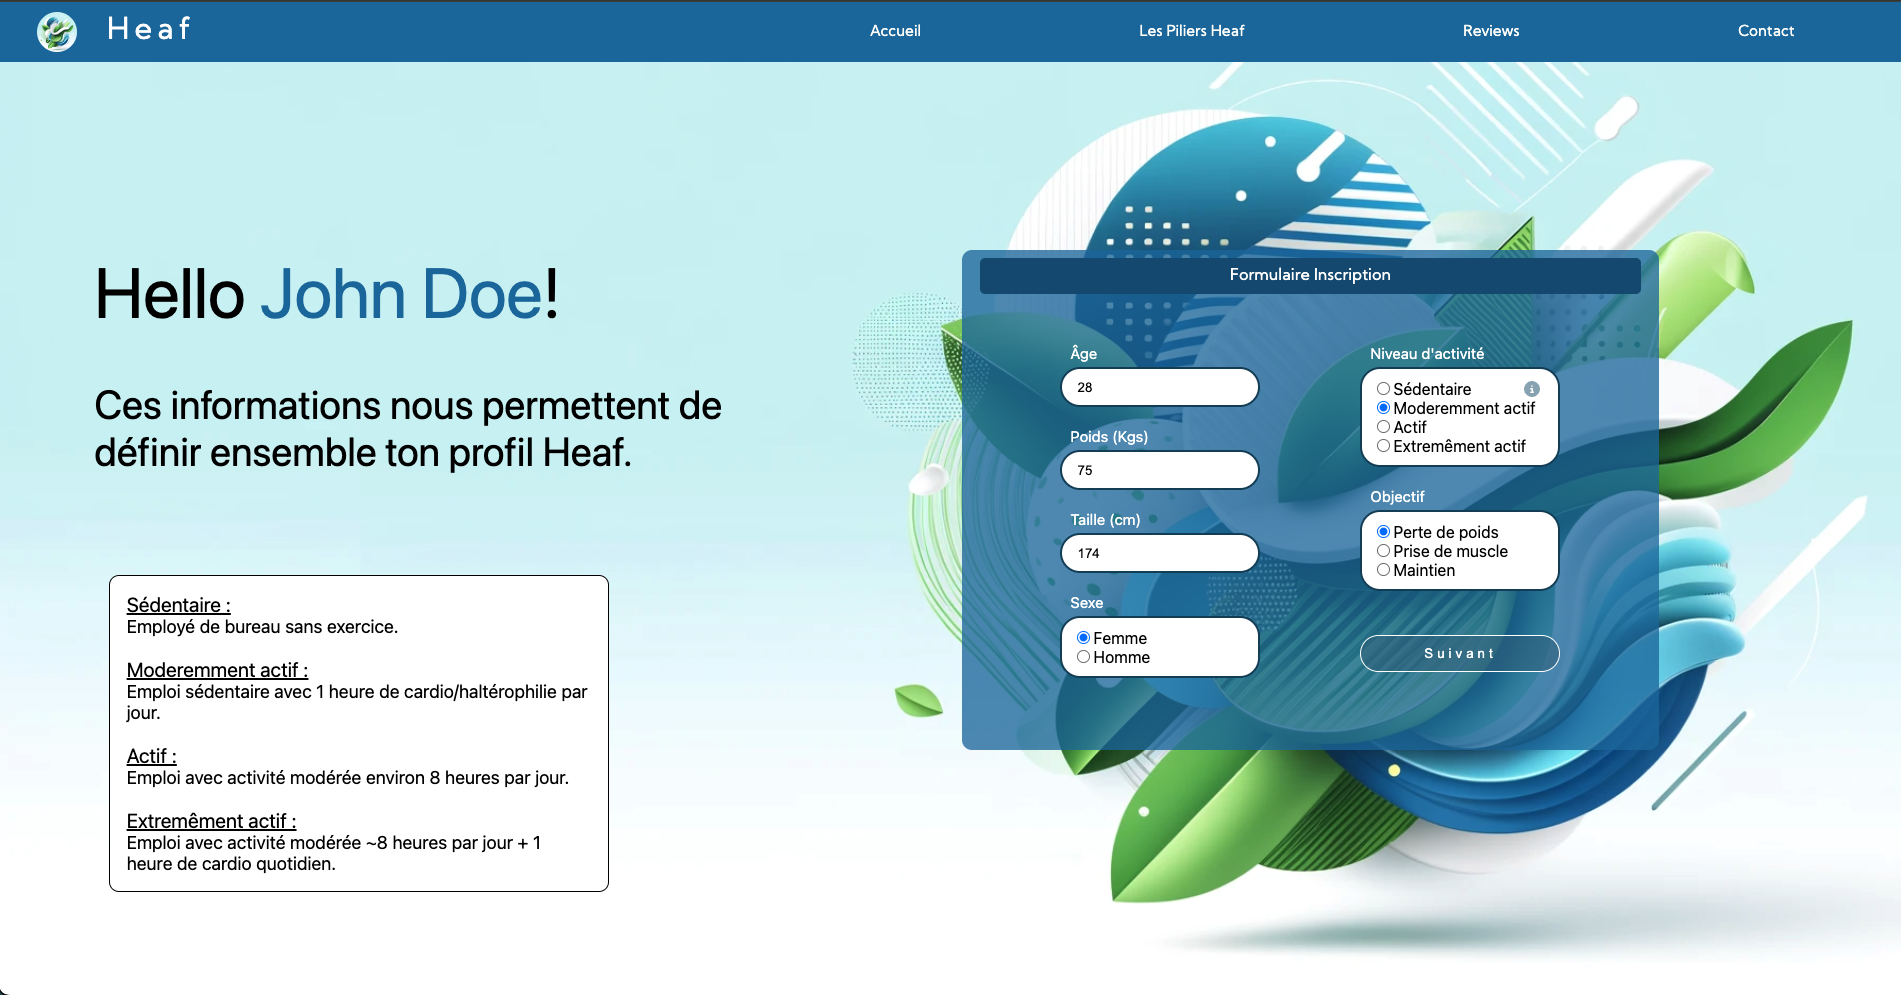 Heaf
Accueil
Les Piliers Heaf
Reviews
Contact
Hello John Doe!
Ces informations nous permettent de
définir ensemble ton profil Heaf.
Sédentaire :
Employé de bureau sans exercice.
Moderemment actif :
Emploi sédentaire avec 1 heure de cardio/haltérophilie par
jour.
Actif :
Emploi avec activité modérée environ 8 heures par jour.
Extremêment actif :
Emploi avec activité modérée ~8 heures par jour + 1
heure de cardio quotidien.
Formulaire Inscription
Âge
28
Poids (Kgs)
75
Taille (cm)
174
Sexe
Femme
Homme
Niveau d'activité
Sédentaire
Moderemment actif
Actif
Extremêment actif
Objectif
Perte de poids
Prise de muscle
Maintien
Suivant